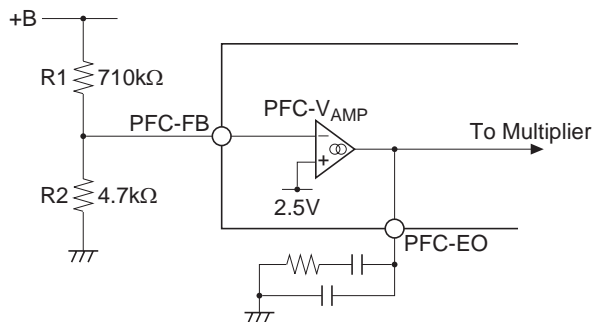 +B
R1 710kΩ
PFC-FB
PFC-VAMP
−
+
2.5V
To Multiplier
R2 4.7kΩ
PFC-EO